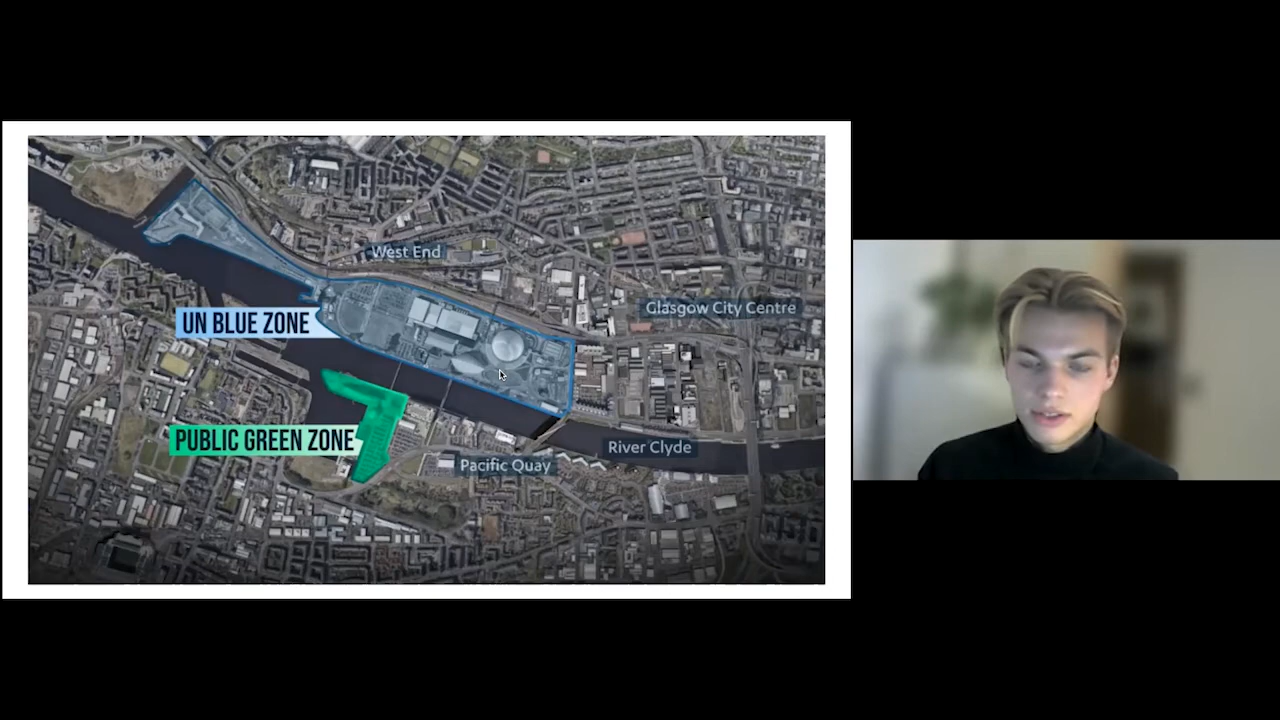 West End
Glasgow City Centre
UN BLUE ZONE
PUBLIC GREEN ZONE
River Clyde
Pacific Quay